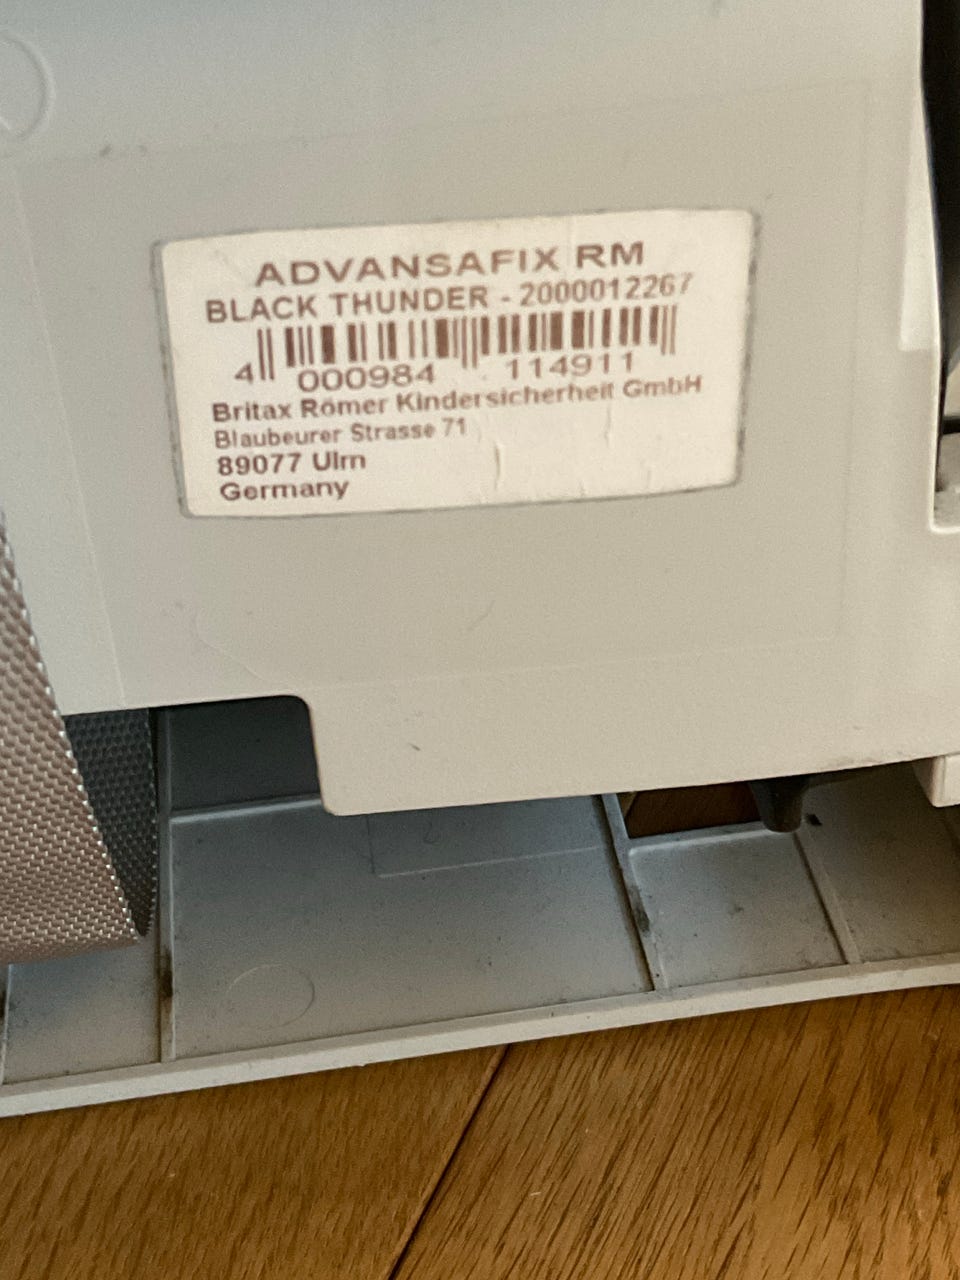 ADVANSAFIX RM
BLACK THUNDER - 2000012267
4 000984 114911
Britax Römer Kindersicherheit GmbH
Blaubeurer Strasse 71
89077 Ulm
Germany